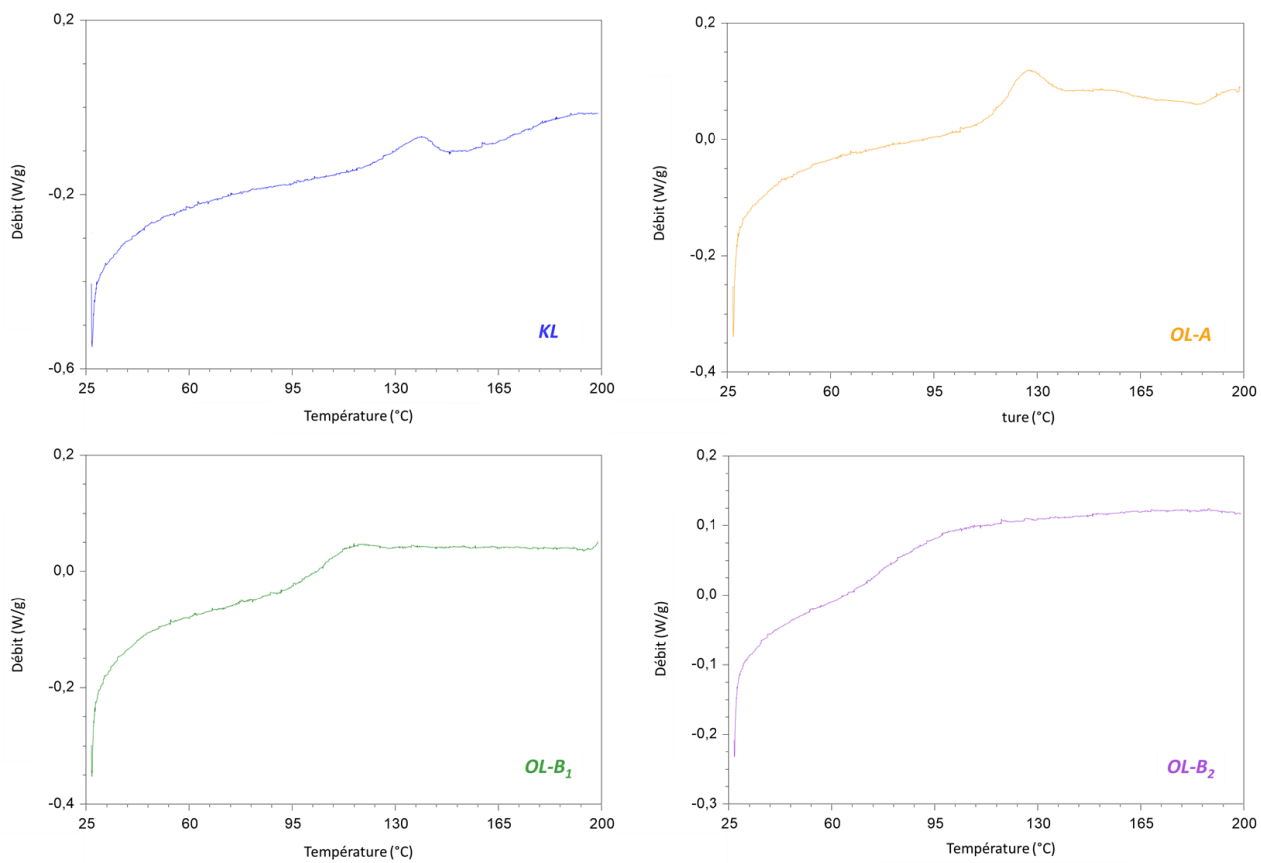 0,2
-0,2
-0,6
25 60 95 130 165 200
Débit (W/g)
Température (°C)
KL
0,2
0,0
-0,2
-0,4
25 60 95 130 165 200
Débit (W/g)
ture (°C)
OL-A
0,2
0,0
-0,2
-0,4
25 60 95 130 165 200
Débit (W/g)
Température (°C)
OL-B₁
0,2
0,1
0,0
-0,1
-0,2
-0,3
25 60 95 130 165 200
Débit (W/g)
Température (°C)
OL-B₂